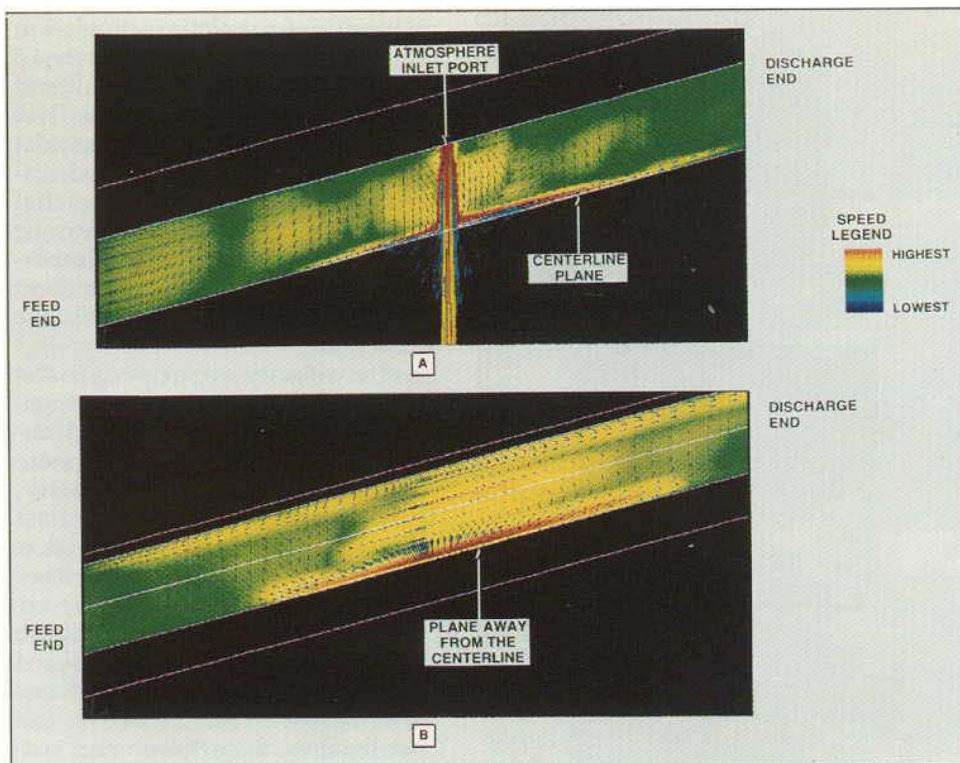 ATMOSPHERE
INLET PORT
DISCHARGE
END
SPEED
LEGEND
HIGHEST
LOWEST
CENTERLINE
PLANE
FEED
END
A
DISCHARGE
END
FEED
END
PLANE AWAY
FROM THE
CENTERLINE
B